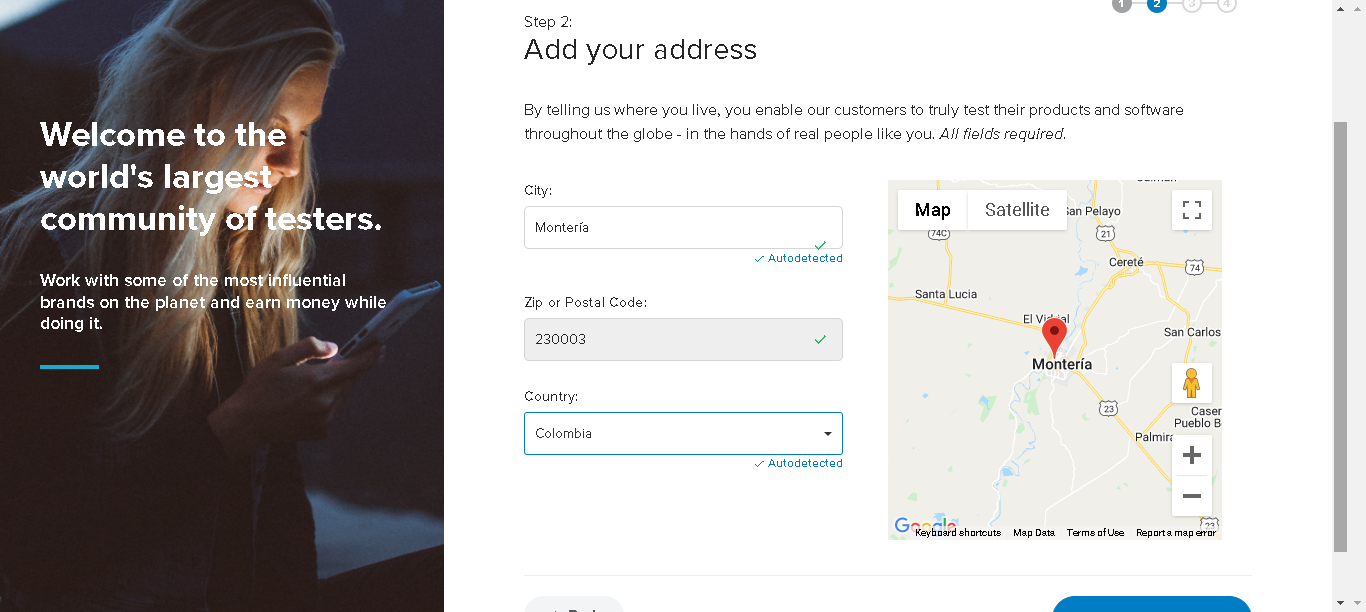 Welcome to the
world's largest
community of testers.
Work with some of the most influential
brands on the planet and earn money while
doing it.
1 2 3 4
Step 2:
Add your address
By telling us where you live, you enable our customers to truly test their products and software
throughout the globe - in the hands of real people like you. All fields required.
City:
Montería
Autodetected
Zip or Postal Code:
230003
Country:
Colombia
Autodetected
Map Satellite
San Pelayo
74C
21
Cereté
74
Santa Lucia
El Vidrial
San Carlos
Montería
23
Caser
Pueblo B
Palmira
23
Google
Keyboard shortcuts Map Data Terms of Use Report a map error